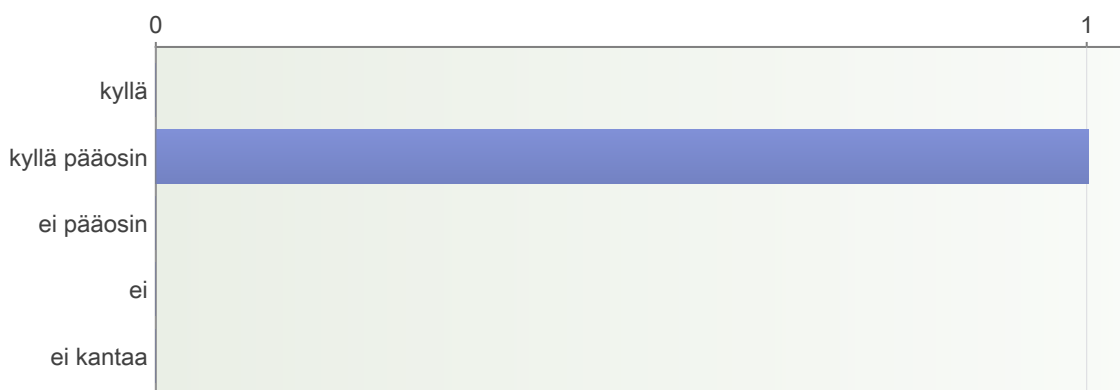 0 1
kyllä
kyllä pääosin
ei pääosin
ei
ei kantaa